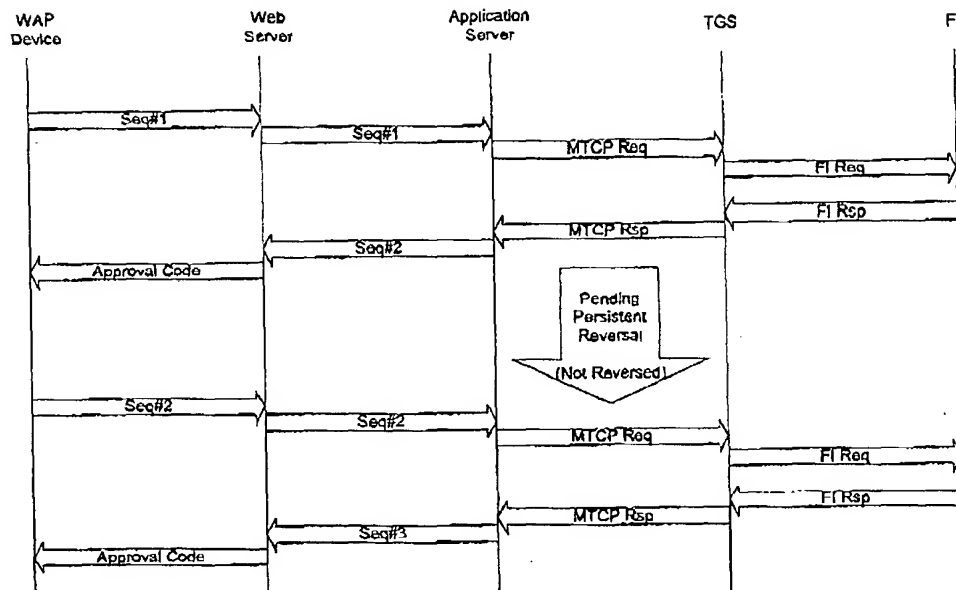 WAP
Device
Web
Server
Application
Server
TGS
F
Seq#1
Seq#1
MTCP Req
FI Req
FI Rsp
MTCP Rsp
Seq#2
Approval Code
Pending
Persistent
Reversal
(Not Reversed)
Seq#2
Seq#2
MTCP Req
FI Req
FI Rsp
MTCP Rsp
Seq#3
Approval Code